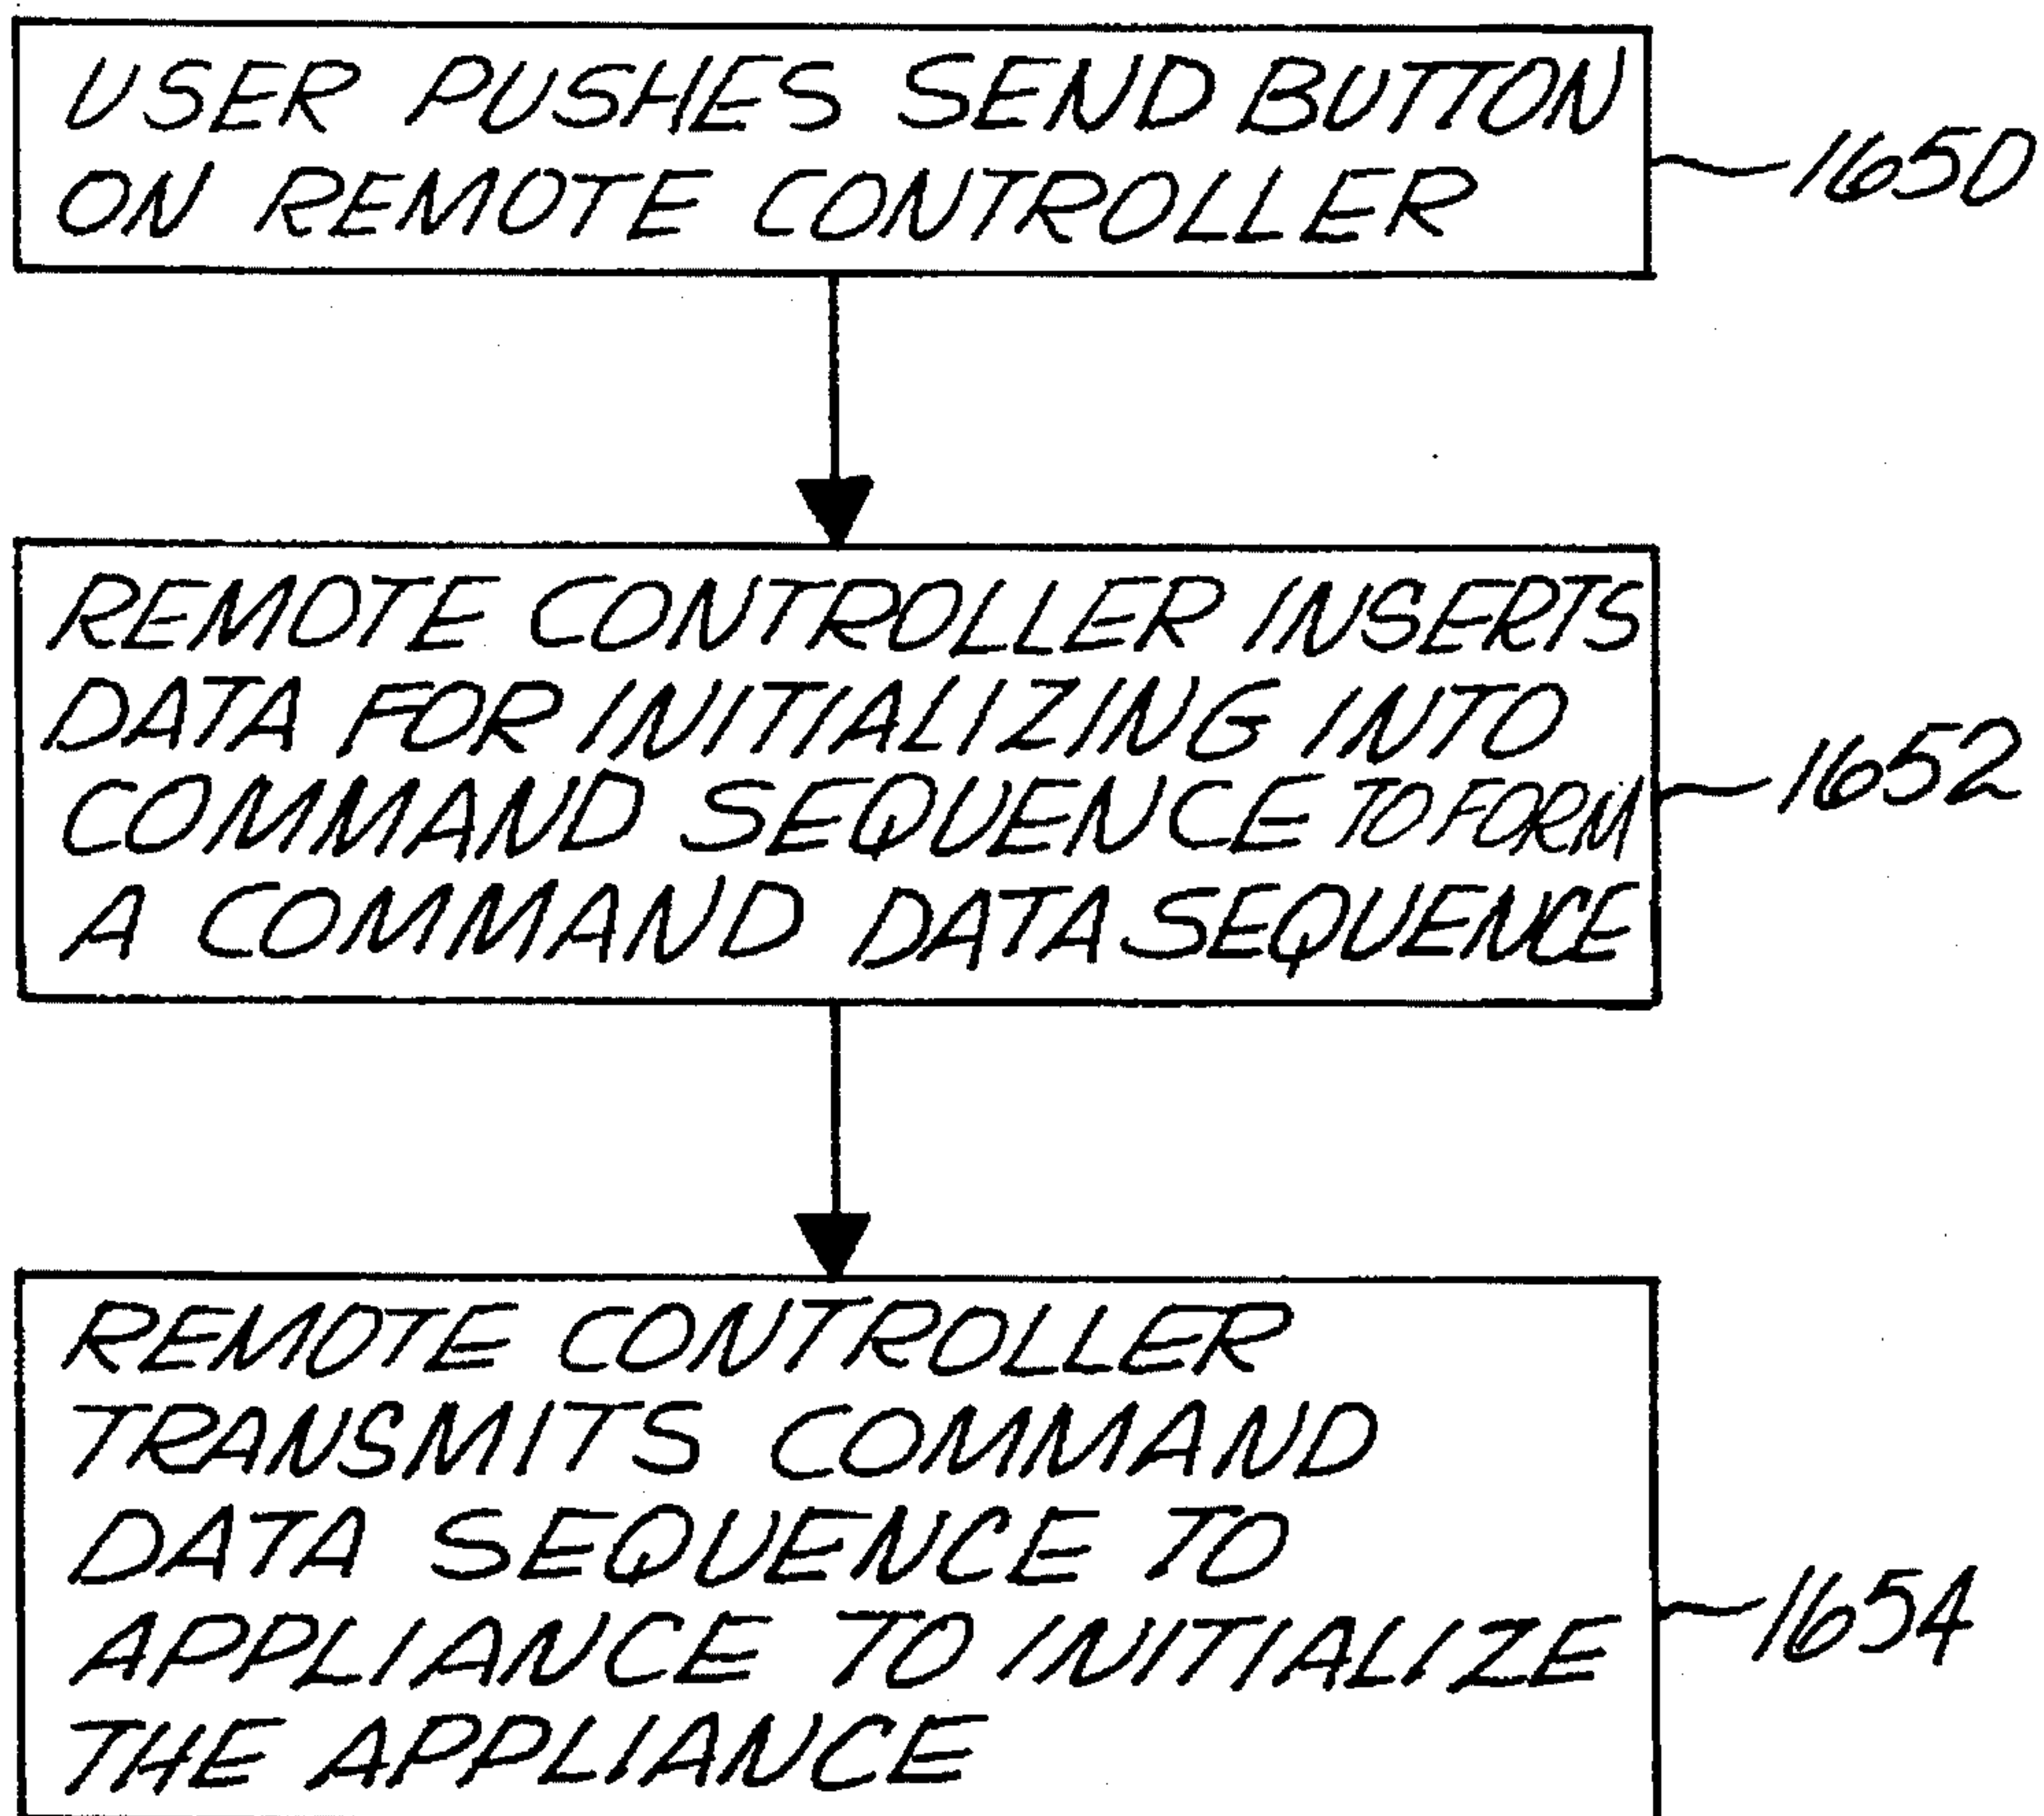 USER PUSHES SEND BUTTON
ON REMOTE CONTROLLER
1650
REMOTE CONTROLLER INSERTS
DATA FOR INITIALIZING INTO
COMMAND SEQUENCE TO FORM
A COMMAND DATA SEQUENCE
1652
REMOTE CONTROLLER
TRANSMITS COMMAND
DATA SEQUENCE TO
APPLIANCE TO INITIALIZE
THE APPLIANCE
1654